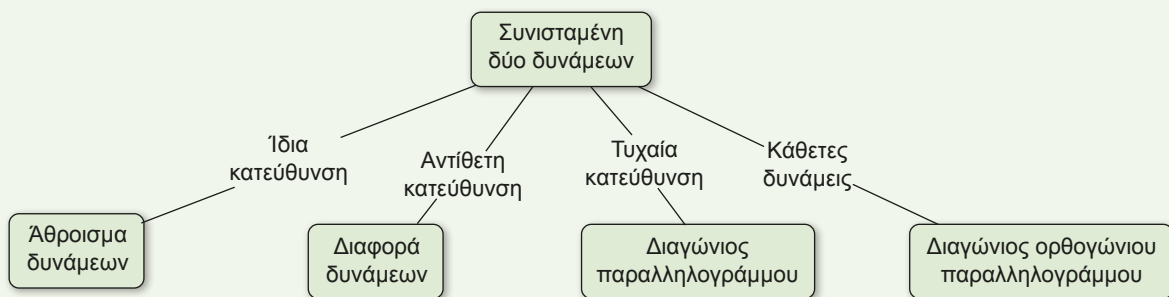 Συνισταμένη
δύο δυνάμεων
Ίδια
κατεύθυνση
Αντίθετη
κατεύθυνση
Τυχαία
κατεύθυνση
Κάθετες
δυνάμεις
Άθροισμα
δυνάμεων
Διαφορά
δυνάμεων
Διαγώνιος
παραλληλογράμμου
Διαγώνιος ορθογώνιου
παραλληλογράμμου